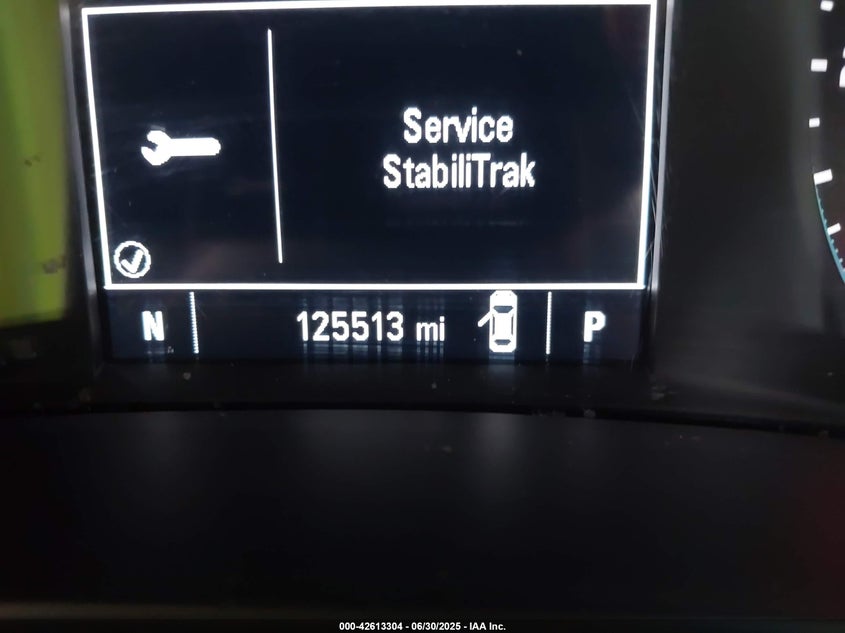 Service
StabiliTrak
N 125513 mi P
000-42613304 - 06/30/2025 - IAA Inc.